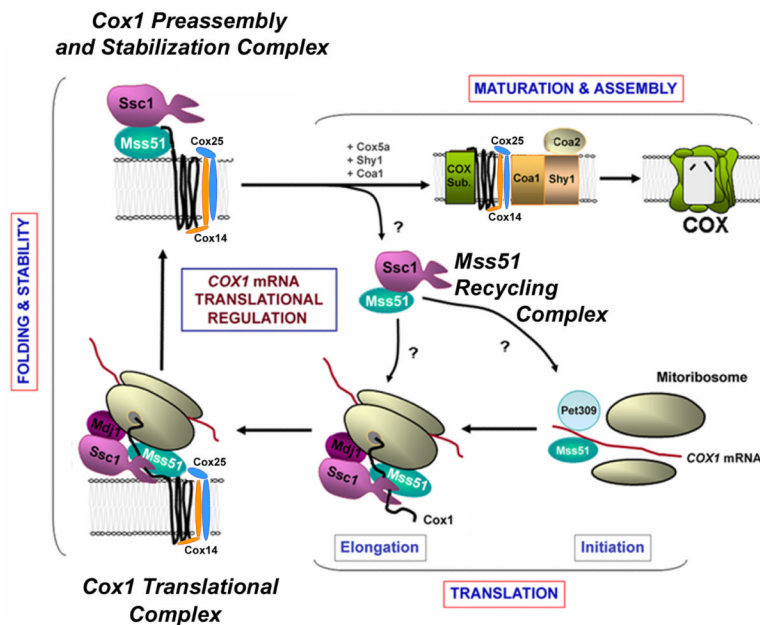 Cox1 Preassembly
and Stabilization Complex
MATURATION & ASSEMBLY
Ssc1
Mss51
Cox25
Cox14
+ Cox5a
+ Shy1
+ Coa1
COX
Sub.
Cox25
Cox14
Coa1
Coa2
Shy1
COX
?
FOLDING & STABILITY
COX1 mRNA
TRANSLATIONAL
REGULATION
Ssc1
Mss51
Mss51
Recycling
Complex
?
?
Mitoribosome
Pet309
Mss51
COX1 mRNA
Mdj1
Ssc1
Mss51
Cox25
Cox14
Mdj1
Ssc1
Mss51
Cox1
Elongation
Initiation
Cox1 Translational
Complex
TRANSLATION